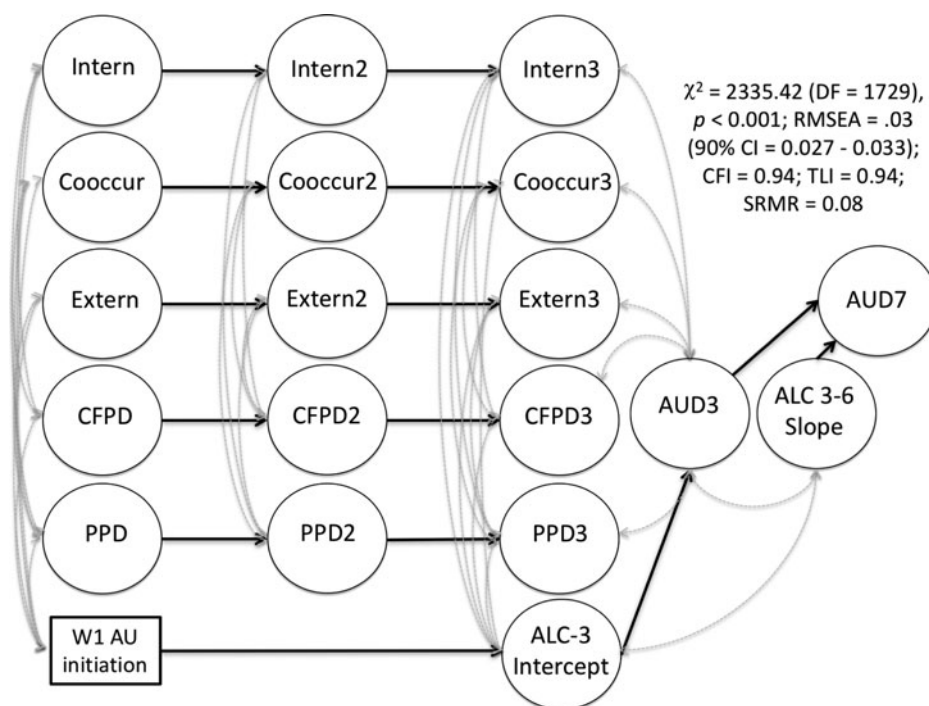 Intern
Intern2
Intern3
χ² = 2335.42 (DF = 1729),
p < 0.001; RMSEA = .03
(90% CI = 0.027 - 0.033);
CFI = 0.94; TLI = 0.94;
SRMR = 0.08
Cooccur
Cooccur2
Cooccur3
Extern
Extern2
Extern3
AUD7
CFPD
CFPD2
CFPD3
AUD3
ALC 3-6
Slope
PPD
PPD2
PPD3
W1 AU
initiation
ALC-3
Intercept